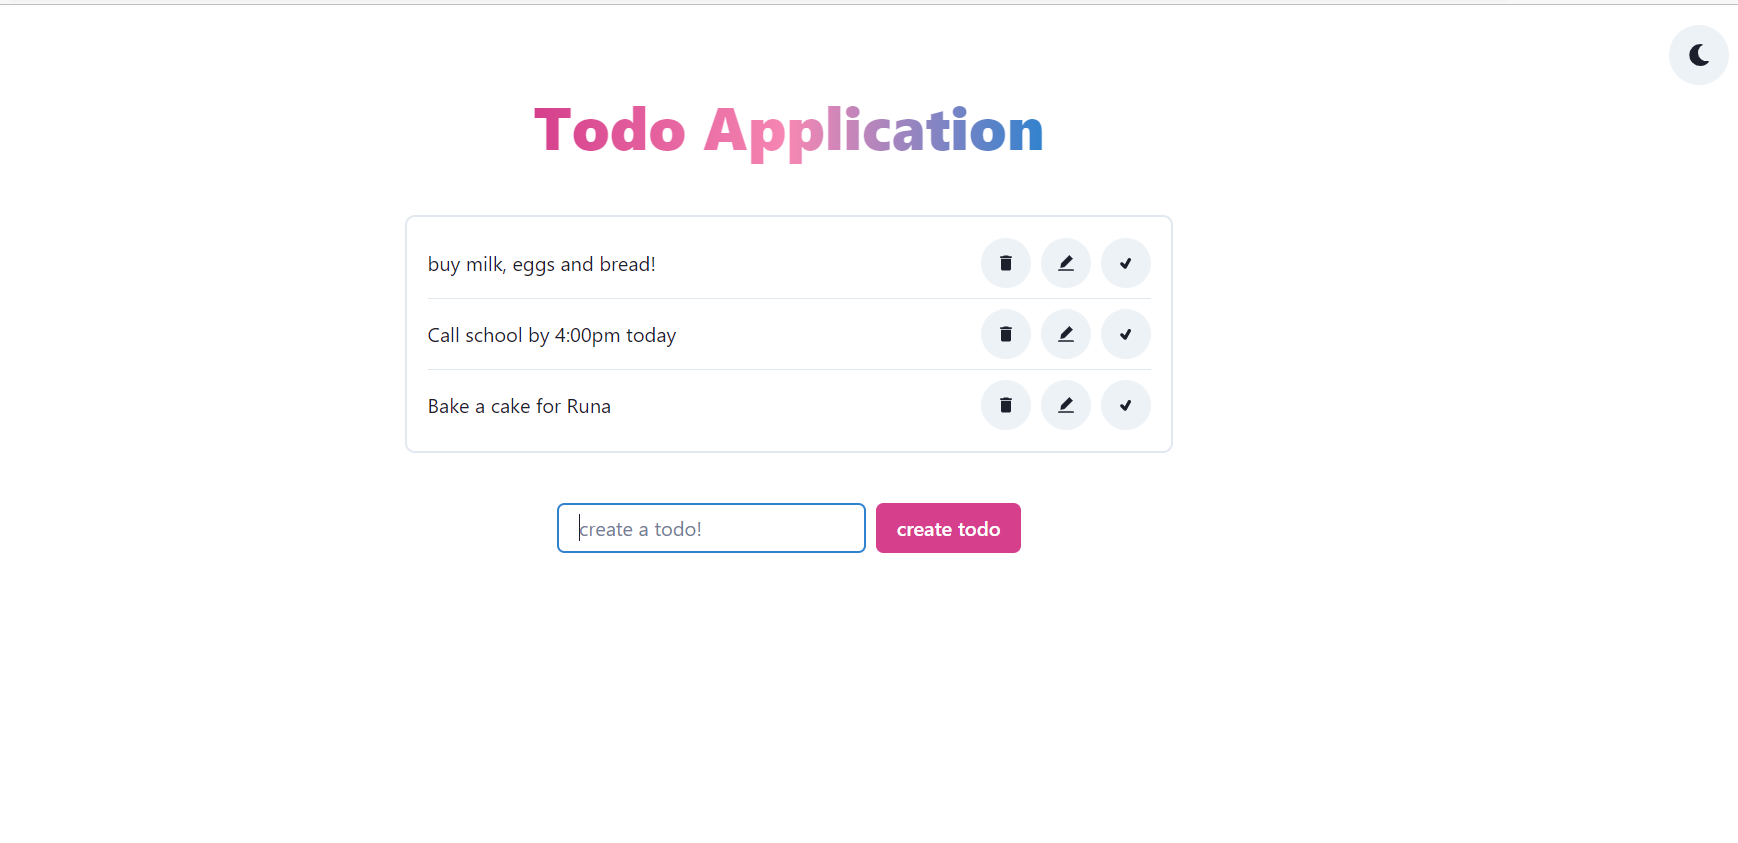 Todo Application
buy milk, eggs and bread!
Call school by 4:00pm today
Bake a cake for Runa
create a todo!
create todo